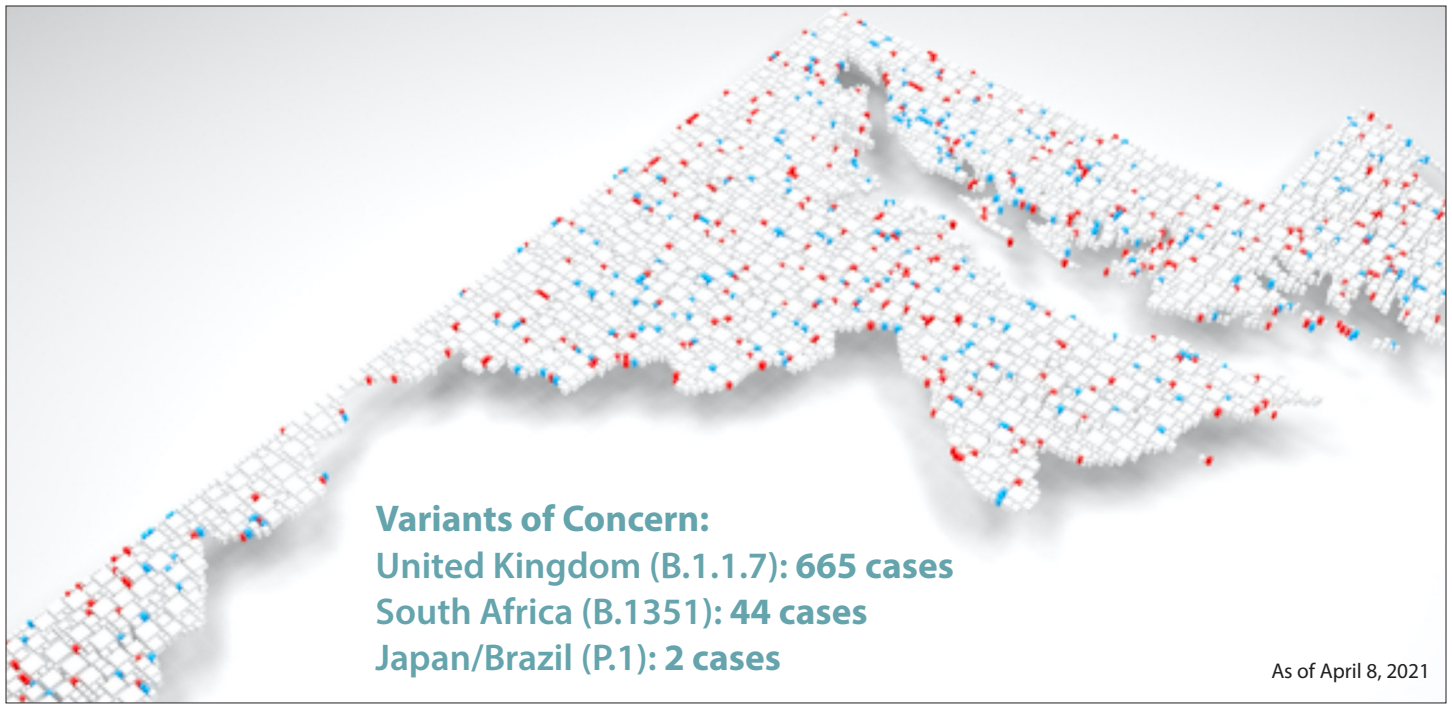 Variants of Concern:
United Kingdom (B.1.1.7): 665 cases
South Africa (B.1351): 44 cases
Japan/Brazil (P.1): 2 cases
As of April 8, 2021